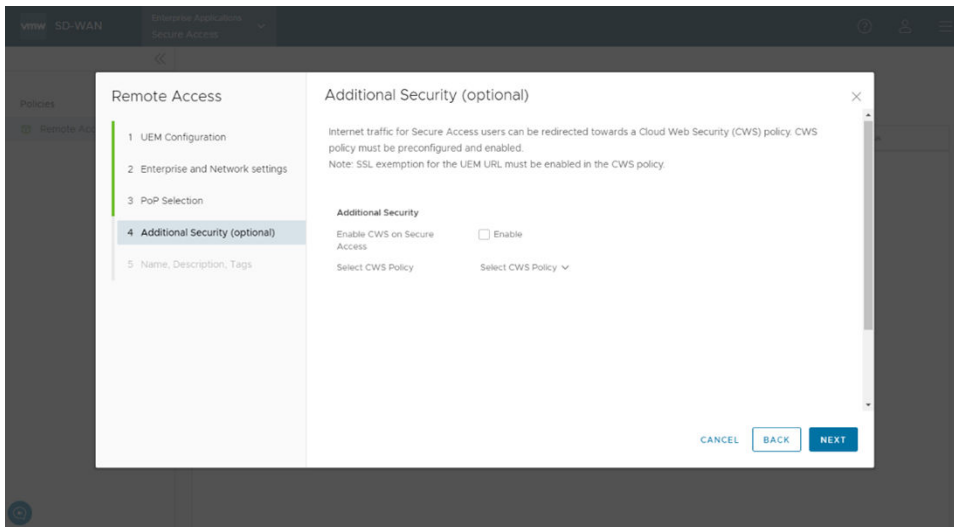 vmw SD-WAN
Enterprise Applications
Secure Access
Policies
Remote Acc
Remote Access
1 UEM Configuration
2 Enterprise and Network settings
3 PoP Selection
4 Additional Security (optional)
5 Name, Description, Tags
Additional Security (optional)
Internet traffic for Secure Access users can be redirected towards a Cloud Web Security (CWS) policy. CWS
policy must be preconfigured and enabled.
Note: SSL exemption for the UEM URL must be enabled in the CWS policy.
Additional Security
Enable CWS on Secure
Access
Enable
Select CWS Policy
Select CWS Policy
CANCEL
BACK
NEXT